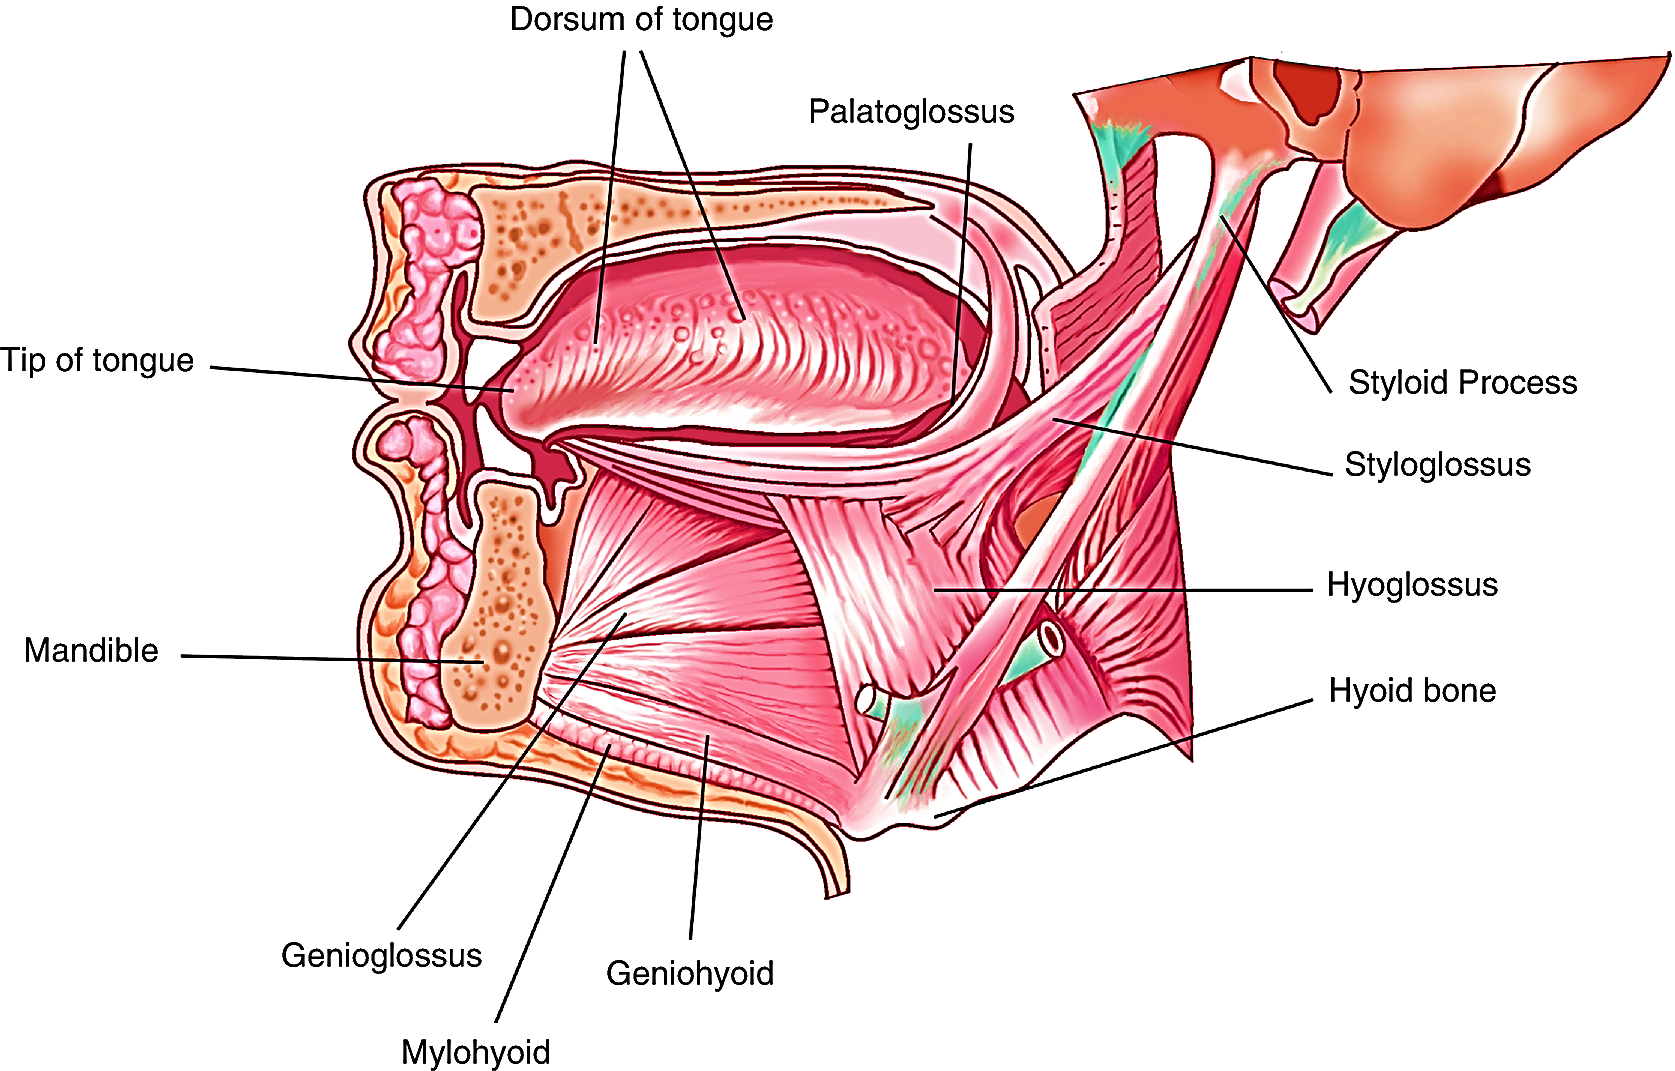 Dorsum of tongue
Palatoglossus
Tip of tongue
Styloid Process
Styloglossus
Hyoglossus
Mandible
Hyoid bone
Genioglossus
Geniohyoid
Mylohyoid